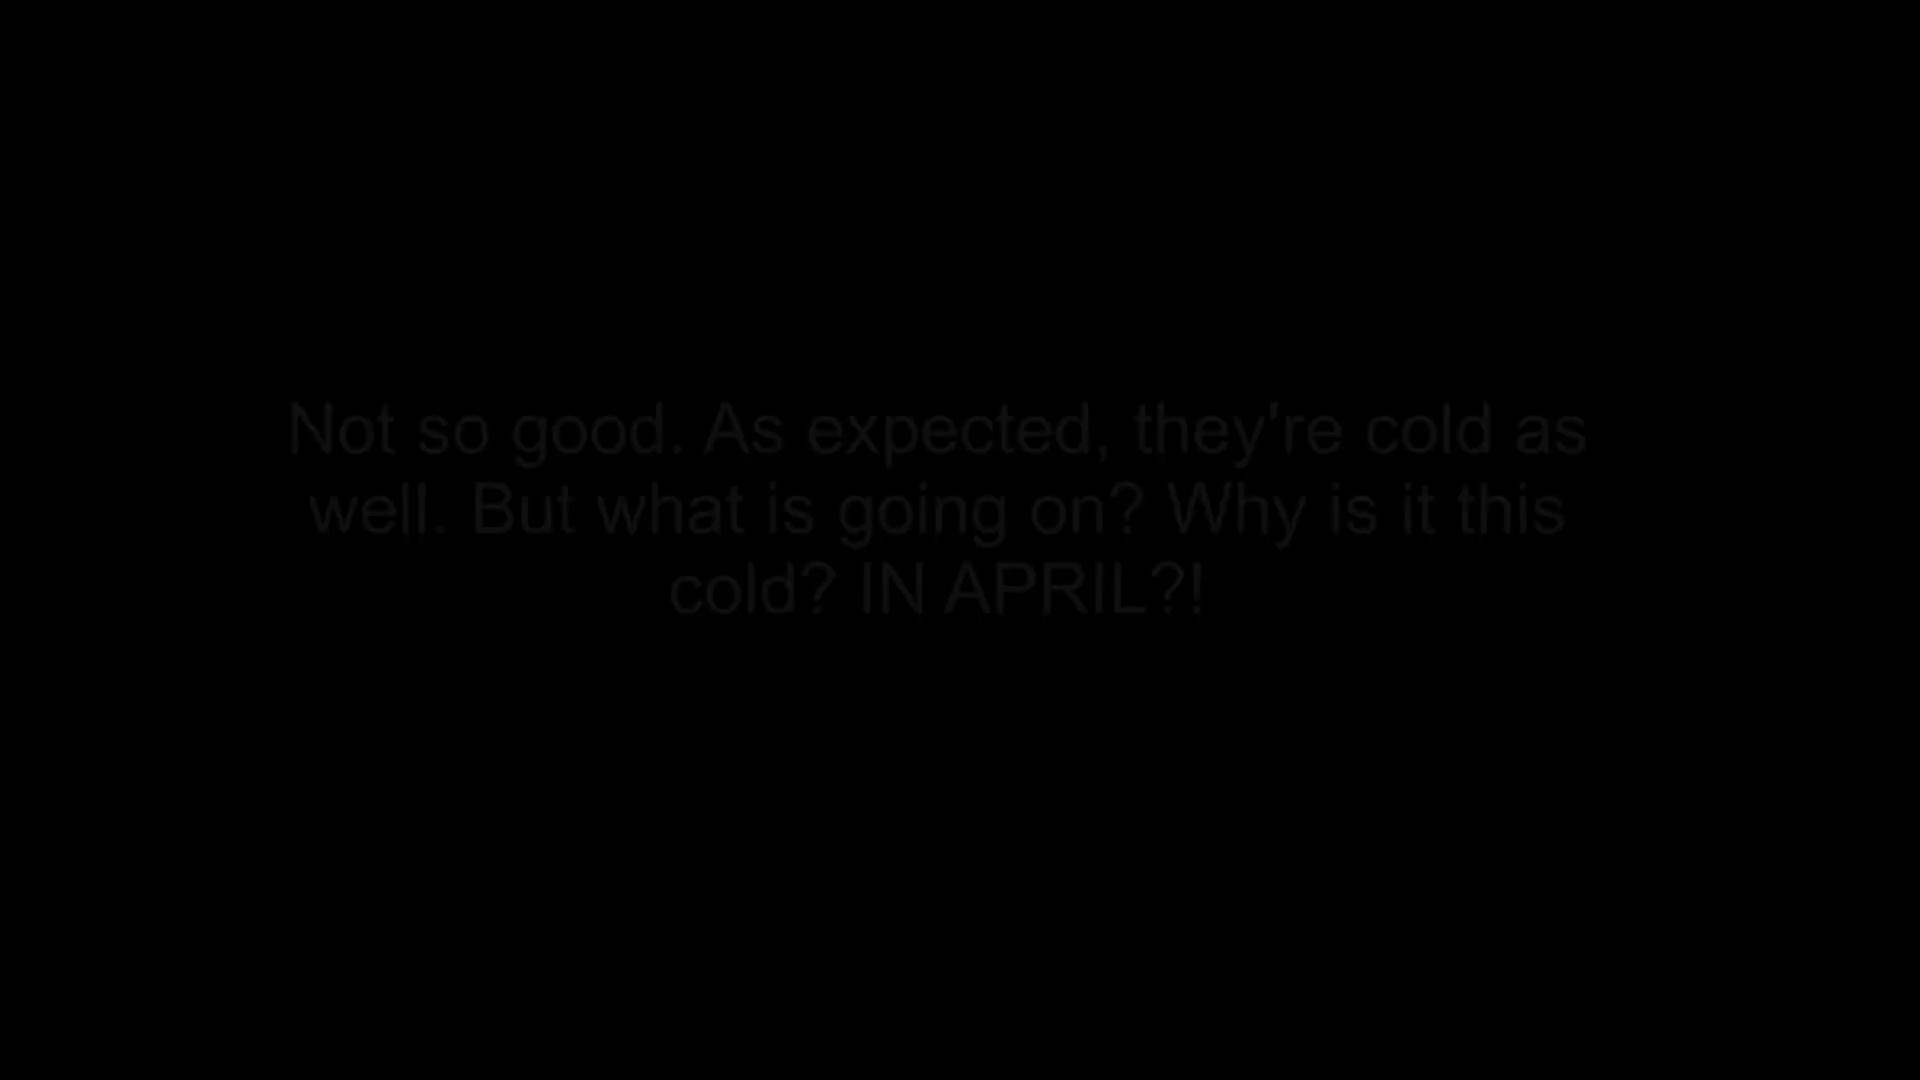 Not so good. As expected, they're cold as
well. But what is going on? Why is it this
cold? IN APRIL?!